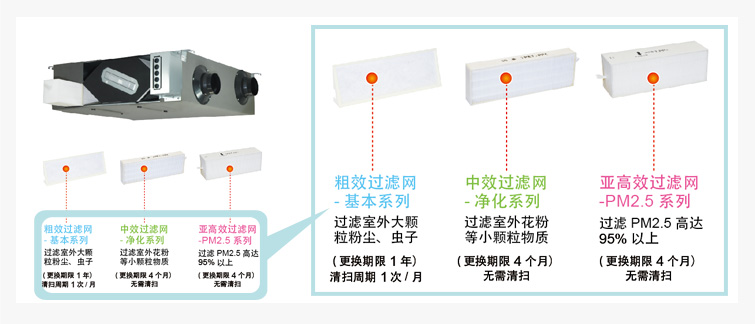 粗效过滤网
- 基本系列
过滤室外大颗
粒粉尘、虫子
(更换期限 1 年)
清扫周期 1 次 / 月
中效过滤网
- 净化系列
过滤室外花粉
等小颗粒物质
(更换期限 4 个月)
无需清扫
亚高效过滤网
-PM2.5 系列
过滤 PM2.5 高达
95% 以上
(更换期限 4 个月)
无需清扫
粗效过滤网
- 基本系列
过滤室外大颗
粒粉尘、虫子
(更换期限 1 年)
清扫周期 1 次 / 月
中效过滤网
- 净化系列
过滤室外花粉
等小颗粒物质
(更换期限 4 个月)
无需清扫
亚高效过滤网
-PM2.5 系列
过滤 PM2.5 高达
95% 以上
(更换期限 4 个月)
无需清扫